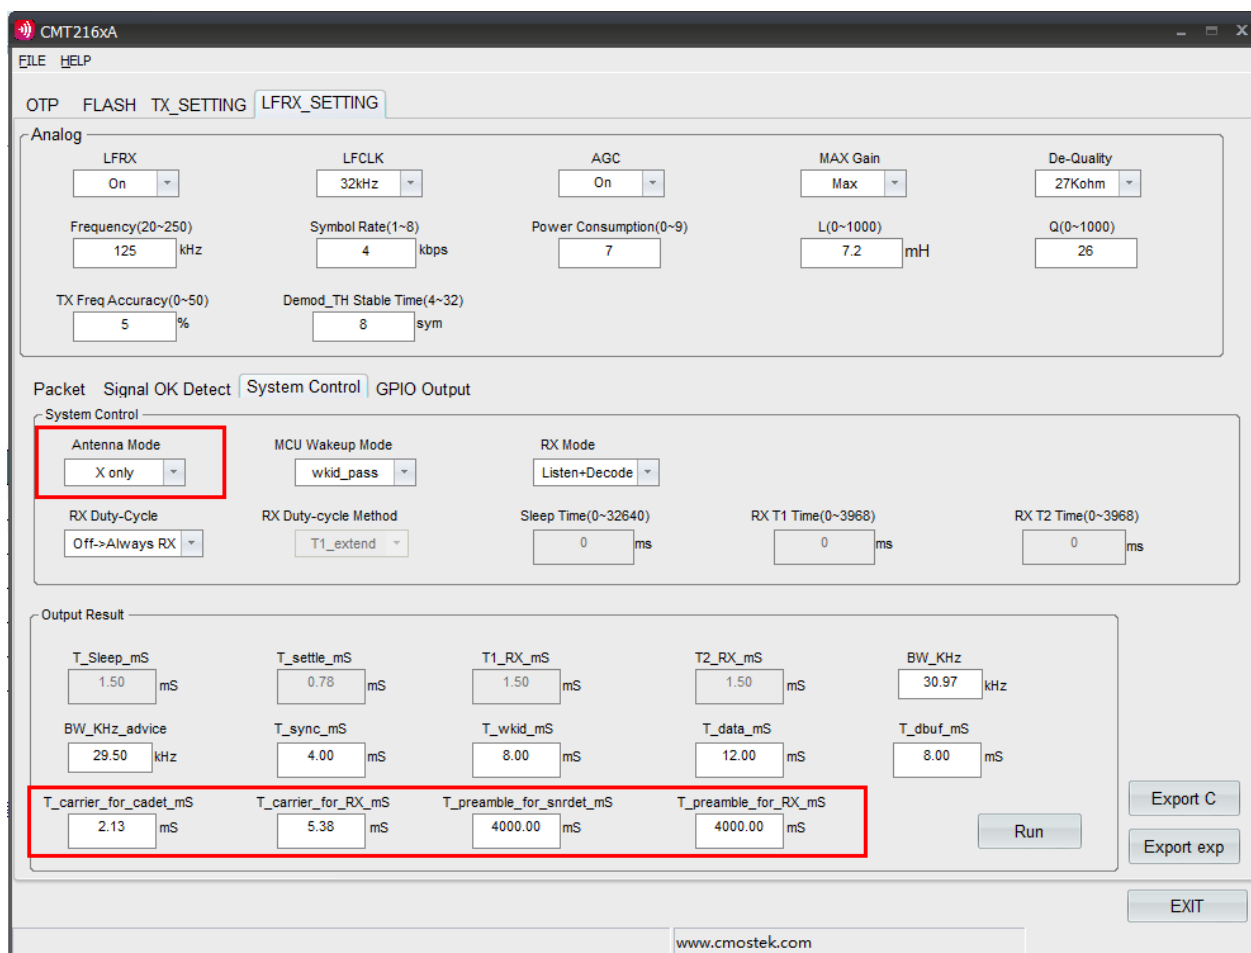 CMT216xA
FILE HELP
OTP FLASH TX_SETTING LFRX_SETTING
Analog
LFRX LFCLK AGC MAX Gain De-Quality
On 32kHz On Max 27Kohm
Frequency(20~250) Symbol Rate(1~8) Power Consumption(0~9) L(0~1000) Q(0~1000)
125 kHz 4 kbps 7 7.2 mH 26
TX Freq Accuracy(0~50) Demod_TH Stable Time(4~32)
5 % 8 sym
Packet Signal OK Detect System Control GPIO Output
System Control
Antenna Mode MCU Wakeup Mode RX Mode
X only wkid_pass Listen+Decode
RX Duty-Cycle RX Duty-cycle Method Sleep Time(0~32640) RX T1 Time(0~3968) RX T2 Time(0~3968)
Off->Always RX T1_extend 0 ms 0 ms 0 ms
Output Result
T_Sleep_mS T_settle_mS T1_RX_mS T2_RX_mS BW_KHz
1.50 mS 0.78 mS 1.50 mS 1.50 mS 30.97 kHz
BW_KHz_advice T_sync_mS T_wkid_mS T_data_mS T_dbuf_mS
29.50 kHz 4.00 mS 8.00 mS 12.00 mS 8.00 mS
T_carrier_for_cadet_mS T_carrier_for_RX_mS T_preamble_for_snrdet_mS T_preamble_for_RX_mS
2.13 mS 5.38 mS 4000.00 mS 4000.00 mS
Run
Export C
Export exp
EXIT
www.cmostek.com